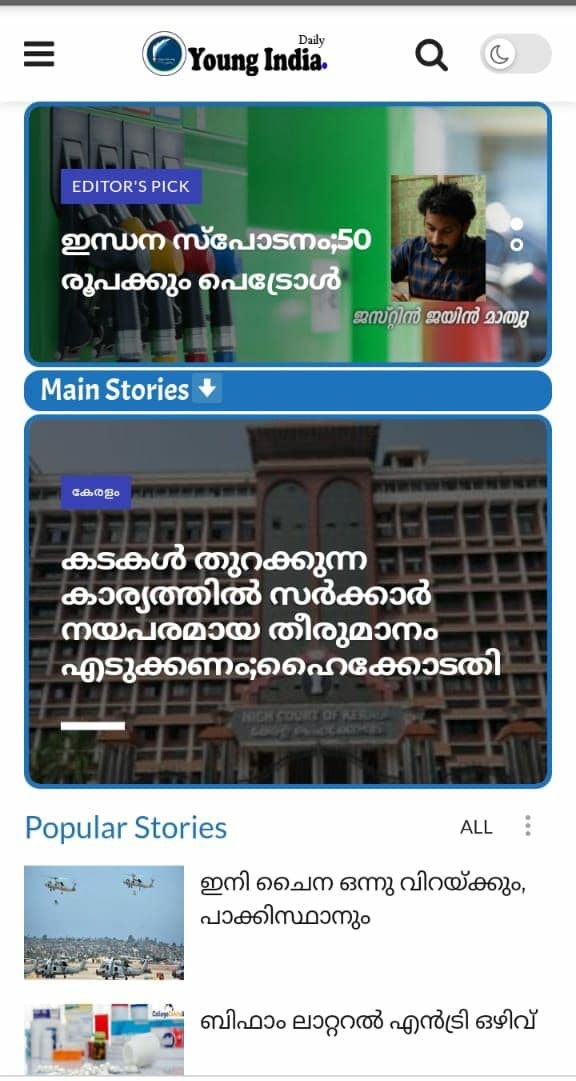 Daily
Young India.
EDITOR'S PICK
ഇന്ധന സ്പോടനം;50
രൂപക്കും പെട്രോൾ
ജസ്റ്റിൻ ജയിൻ മാത്യു
Main Stories
കേരളം
കടകൾ തുറക്കുന്ന
കാര്യത്തിൽ സർക്കാർ
നയപരമായ തീരുമാനം
എടുക്കണം;ഹൈക്കോടതി
HIGH COURT OF KERALA
Popular Stories
ALL
ഇനി ചൈന ഒന്നു വിറയ്ക്കും,
പാക്കിസ്ഥാനും
ബിഫാം ലാറ്ററൽ എൻട്രി ഒഴിവ്